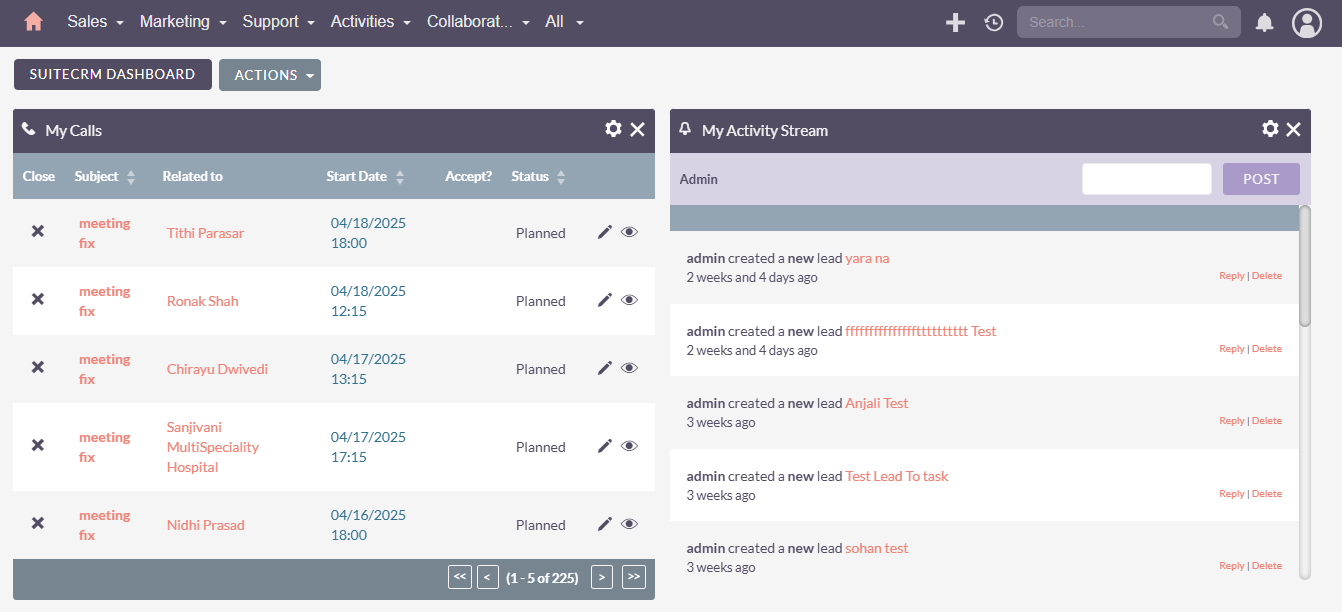 Sales Marketing Support Activities Collaborat... All Search...
SUITECRM DASHBOARD ACTIONS
My Calls
Close Subject Related to Start Date Accept? Status
meeting fix Tithi Parasar 04/18/2025 18:00 Planned
meeting fix Ronak Shah 04/18/2025 12:15 Planned
meeting fix Chirayu Dwivedi 04/17/2025 13:15 Planned
meeting fix Sanjivani MultiSpeciality Hospital 04/17/2025 17:15 Planned
meeting fix Nidhi Prasad 04/16/2025 18:00 Planned
<< < (1 - 5 of 225) > >>
My Activity Stream
Admin POST
admin created a new lead yara na
2 weeks and 4 days ago Reply | Delete
admin created a new lead ffffffffffffffffttttttttttt Test
2 weeks and 4 days ago Reply | Delete
admin created a new lead Anjali Test
3 weeks ago Reply | Delete
admin created a new lead Test Lead To task
3 weeks ago Reply | Delete
admin created a new lead sohan test
3 weeks ago Reply | Delete